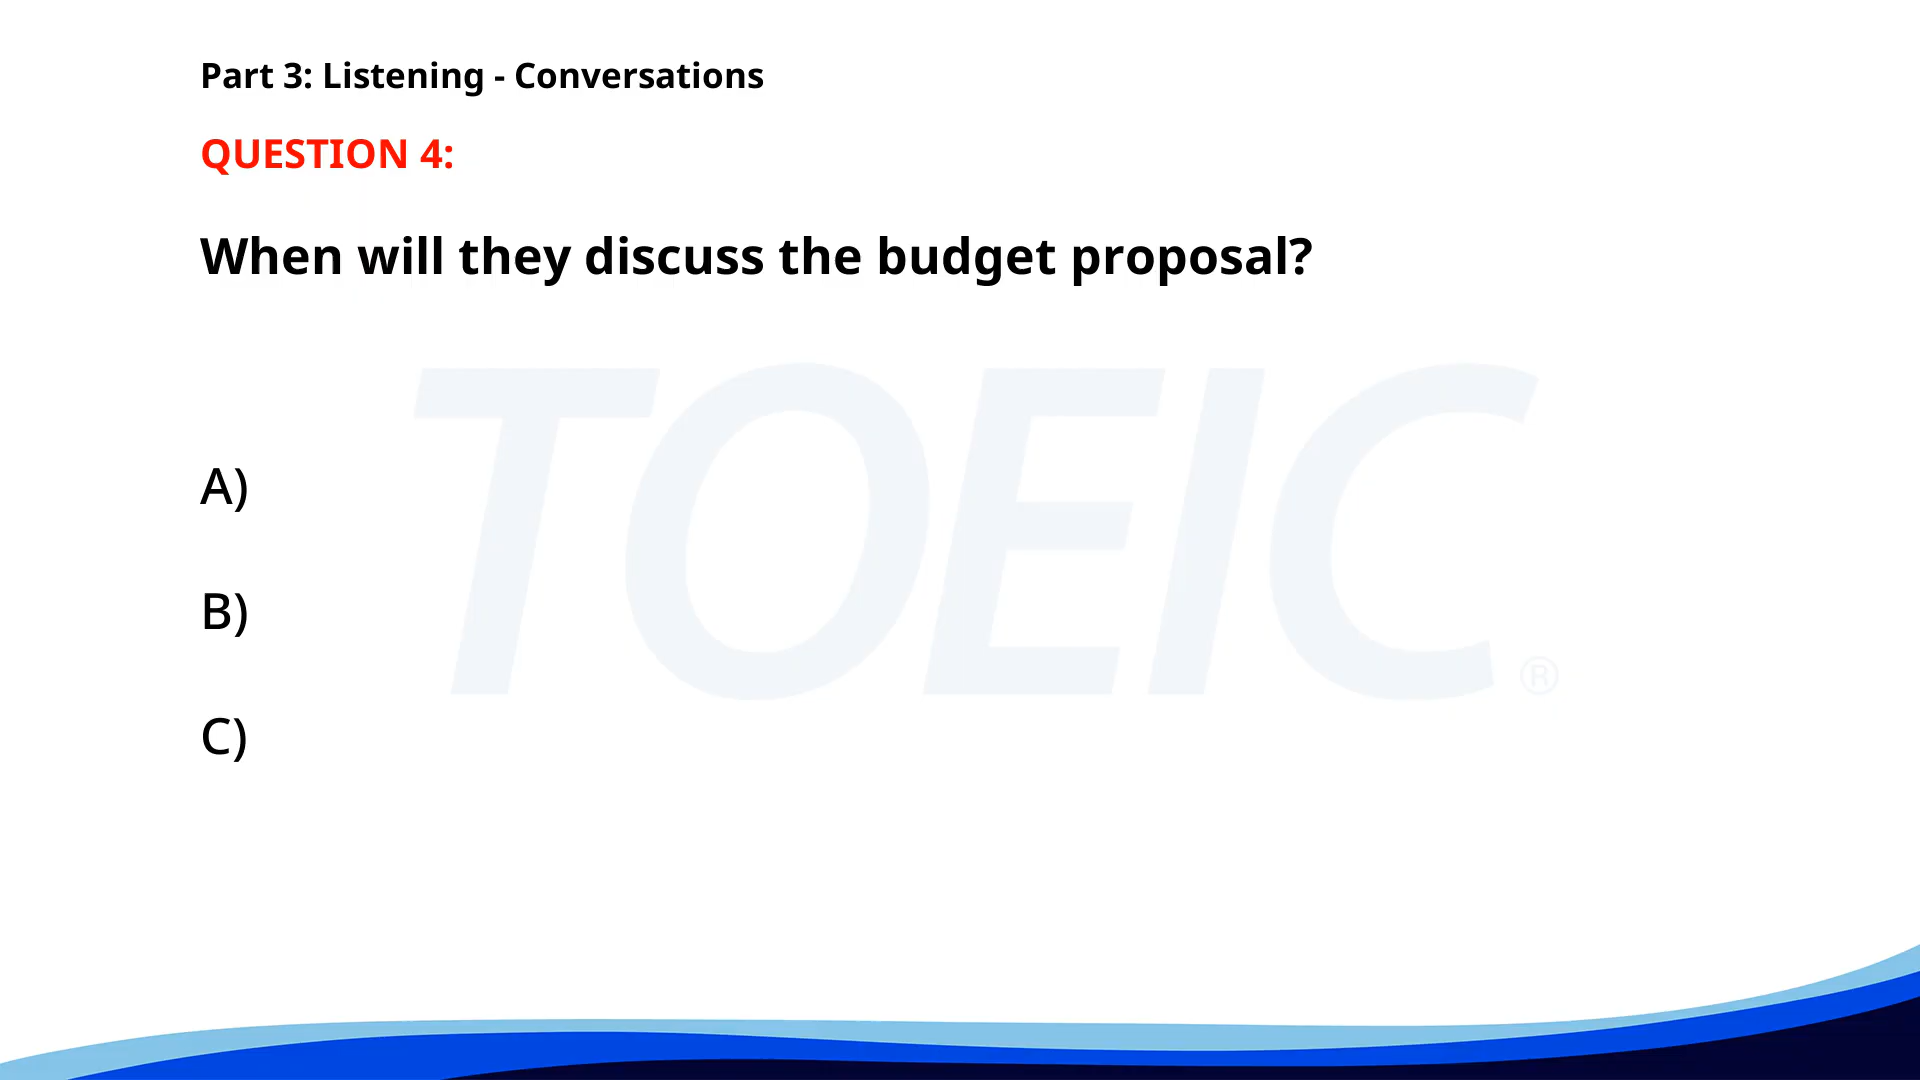 Part 3: Listening - Conversations
QUESTION 4:
When will they discuss the budget proposal?
TOEIC®
A)
B)
C)